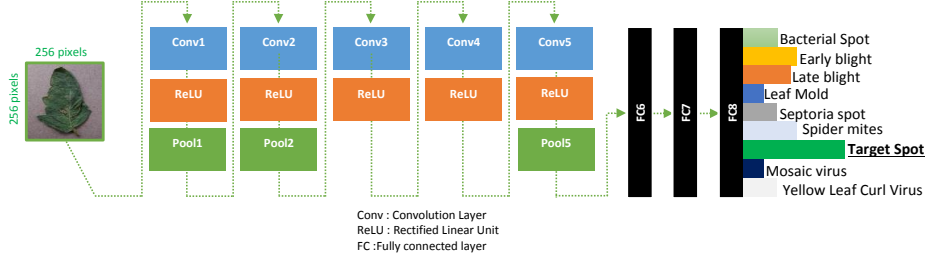 256 pixels
256 pixels
Conv1
ReLU
Pool1
Conv2
ReLU
Pool2
Conv3
ReLU
Conv4
ReLU
Conv5
ReLU
Pool5
FC6
FC7
FC8
Bacterial Spot
Early blight
Late blight
Leaf Mold
Septoria spot
Spider mites
Target Spot
Mosaic virus
Yellow Leaf Curl Virus
Conv : Convolution Layer
ReLU : Rectified Linear Unit
FC :Fully connected layer